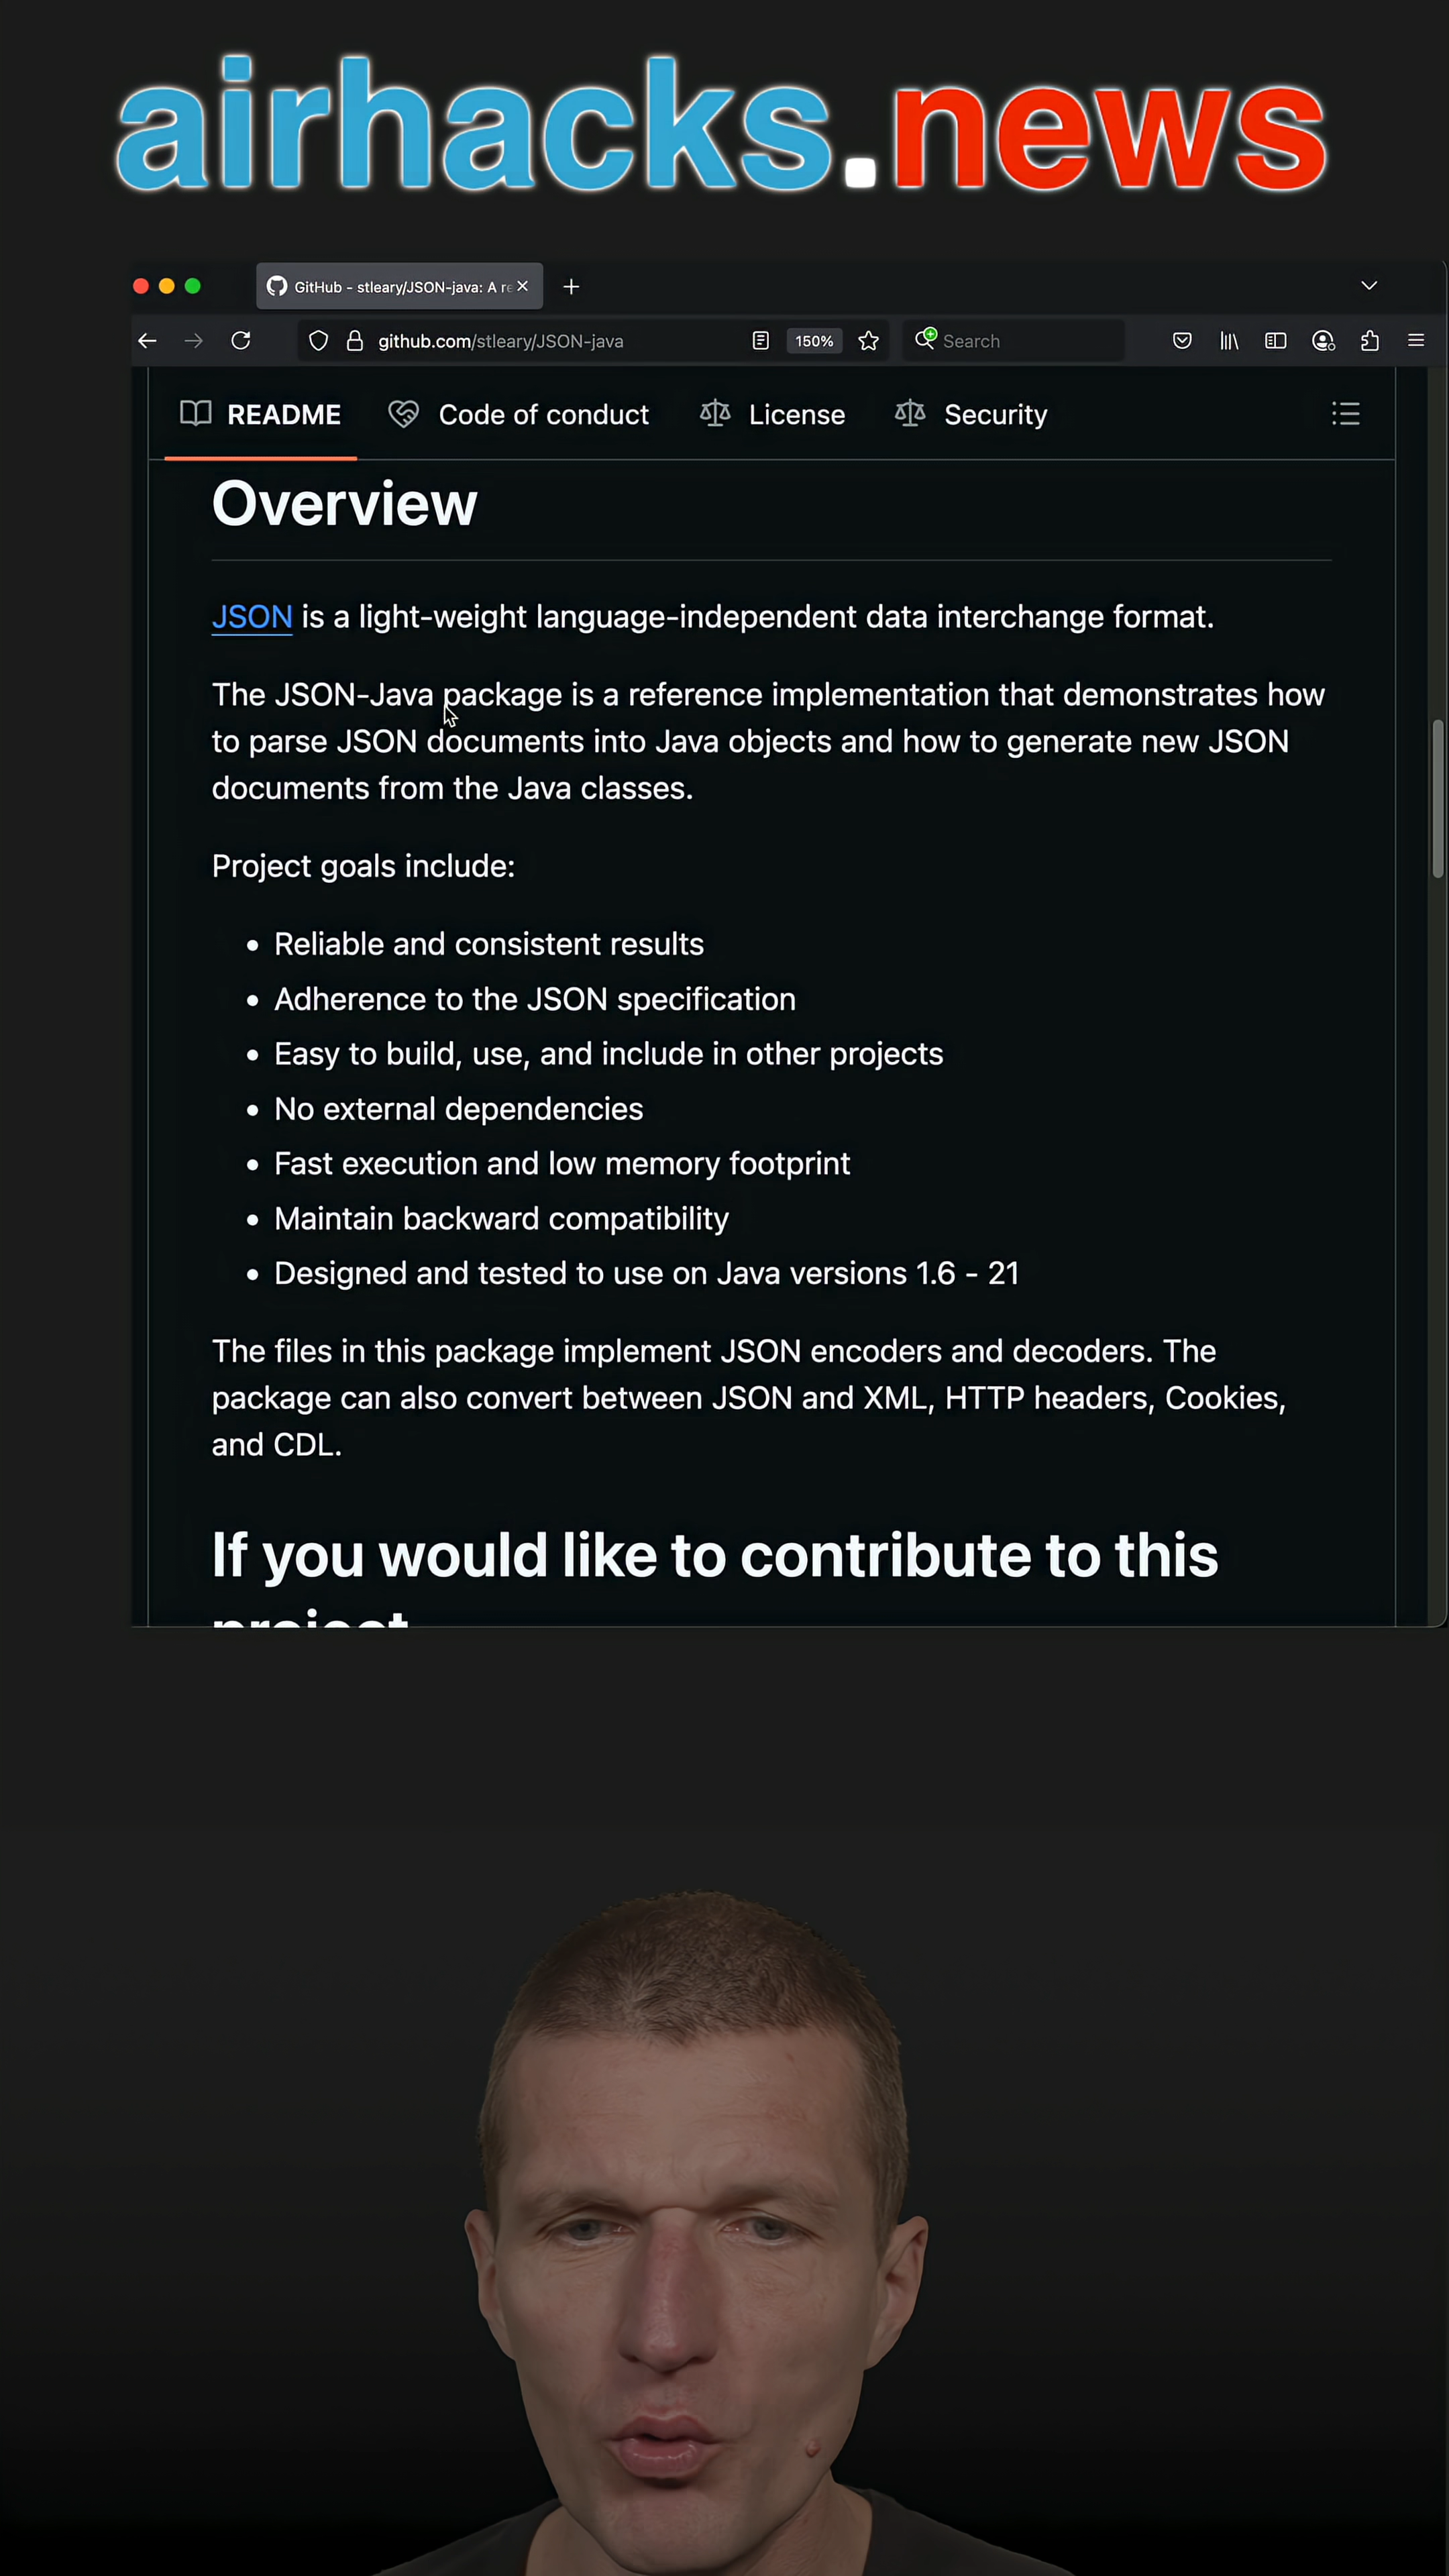 airhacks.news
GitHub - stleary/JSON-java: A re
github.com/stleary/JSON-java
150%
Search
README
Code of conduct
License
Security
Overview
JSON is a light-weight language-independent data interchange format.
The JSON-Java package is a reference implementation that demonstrates how
to parse JSON documents into Java objects and how to generate new JSON
documents from the Java classes.
Project goals include:
• Reliable and consistent results
• Adherence to the JSON specification
• Easy to build, use, and include in other projects
• No external dependencies
• Fast execution and low memory footprint
• Maintain backward compatibility
• Designed and tested to use on Java versions 1.6 - 21
The files in this package implement JSON encoders and decoders. The
package can also convert between JSON and XML, HTTP headers, Cookies,
and CDL.
If you would like to contribute to this
project